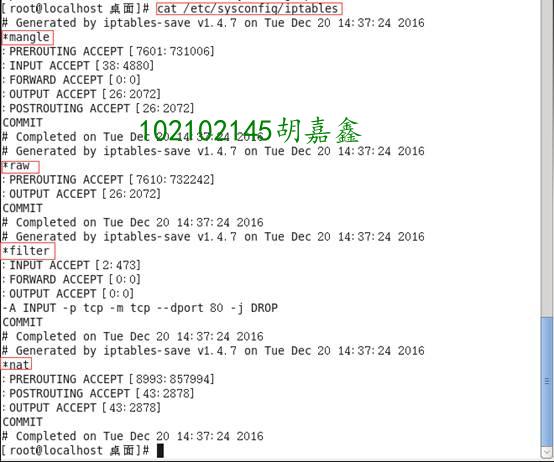 [root@localhost 桌面]# cat /etc/sysconfig/iptables
# Generated by iptables-save v1.4.7 on Tue Dec 20 14:37:24 2016
*mangle
:PREROUTING ACCEPT [7601:731006]
:INPUT ACCEPT [38:4880]
:FORWARD ACCEPT [0:0]
:OUTPUT ACCEPT [26:2072]
:POSTROUTING ACCEPT [26:2072]
COMMIT
102102145胡嘉鑫
# Completed on Tue Dec 20 14:37:24 2016
# Generated by iptables-save v1.4.7 on Tue Dec 20 14:37:24 2016
*raw
:PREROUTING ACCEPT [7610:732242]
:OUTPUT ACCEPT [26:2072]
COMMIT
# Completed on Tue Dec 20 14:37:24 2016
# Generated by iptables-save v1.4.7 on Tue Dec 20 14:37:24 2016
*filter
:INPUT ACCEPT [2:473]
:FORWARD ACCEPT [0:0]
:OUTPUT ACCEPT [0:0]
-A INPUT -p tcp -m tcp --dport 80 -j DROP
COMMIT
# Completed on Tue Dec 20 14:37:24 2016
# Generated by iptables-save v1.4.7 on Tue Dec 20 14:37:24 2016
*nat
:PREROUTING ACCEPT [8993:857994]
:POSTROUTING ACCEPT [43:2878]
:OUTPUT ACCEPT [43:2878]
COMMIT
# Completed on Tue Dec 20 14:37:24 2016
[root@localhost 桌面]#